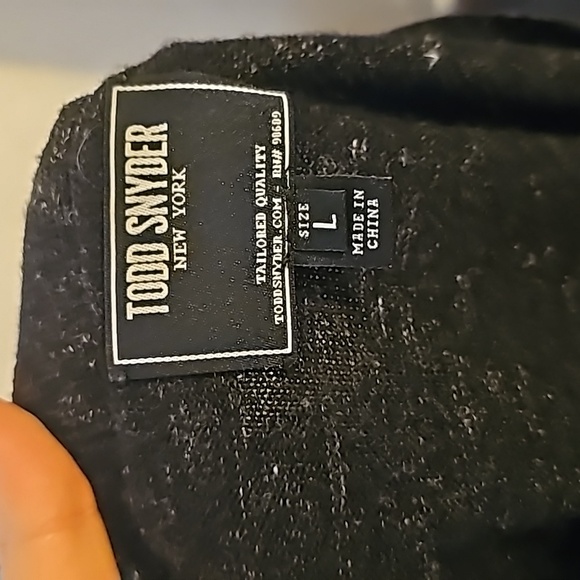 TODD SNYDER
NEW YORK
TAILORED QUALITY
TODDSNYDER.COM - RN# 90609
SIZE
L
MADE IN
CHINA